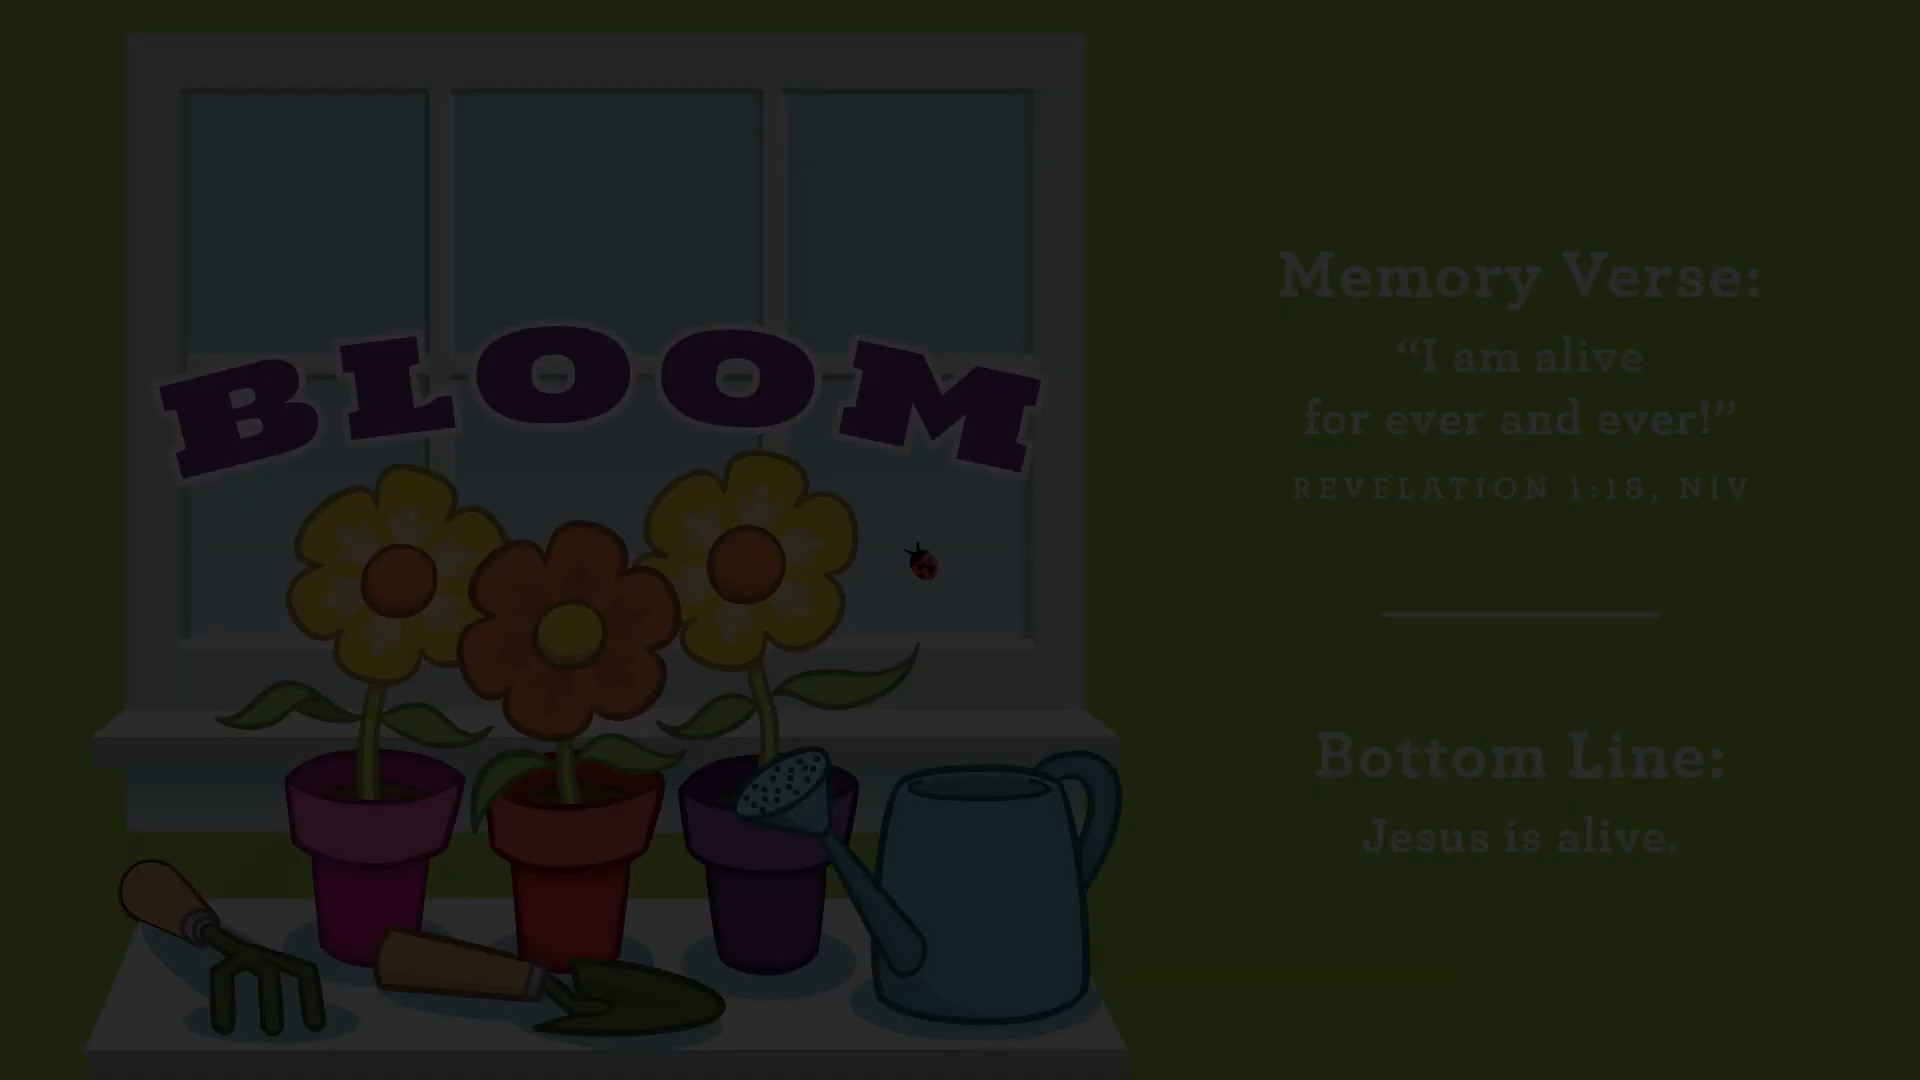 BLOOM
Memory Verse:
“I am alive
for ever and ever!”
REVELATION 1:18, NIV
Bottom Line:
Jesus is alive.